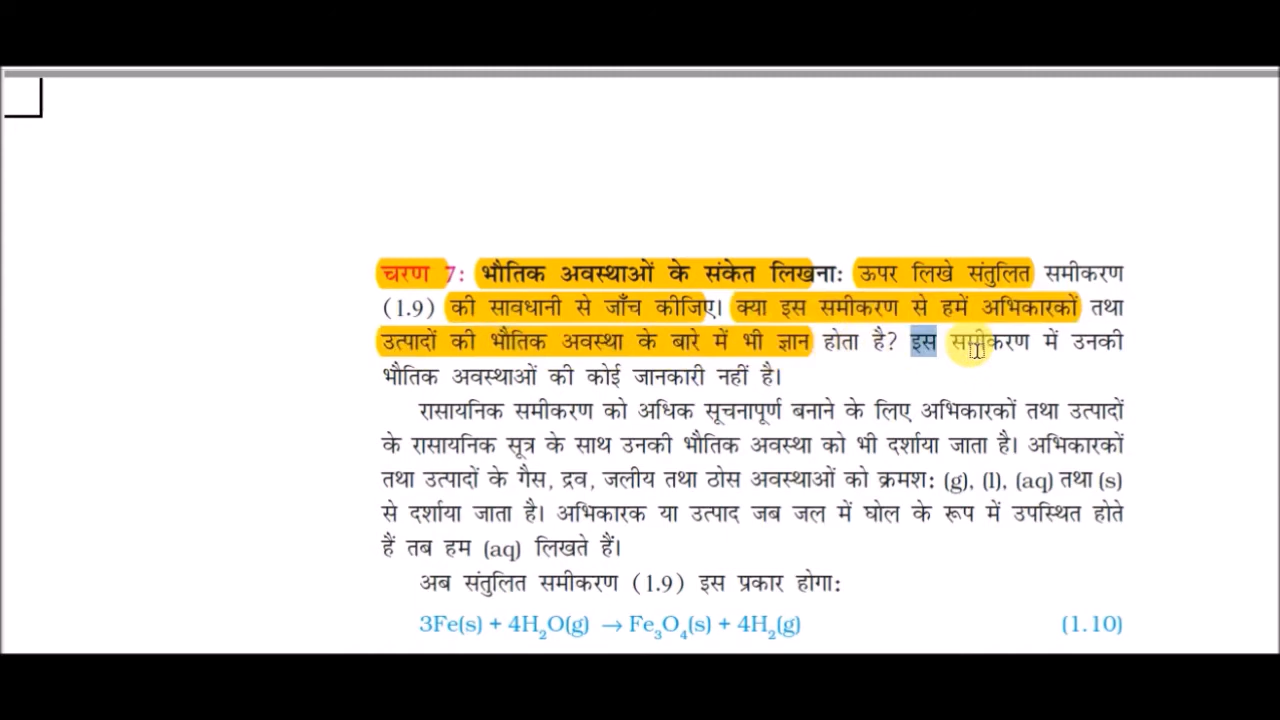 चरण 7: भौतिक अवस्थाओं के संकेत लिखना: ऊपर लिखे संतुलित समीकरण
(1.9) की सावधानी से जाँच कीजिए। क्या इस समीकरण से हमें अभिकारकों तथा
उत्पादों की भौतिक अवस्था के बारे में भी ज्ञान होता है? इस समीकरण में उनकी
भौतिक अवस्थाओं की कोई जानकारी नहीं है।
रासायनिक समीकरण को अधिक सूचनापूर्ण बनाने के लिए अभिकारकों तथा उत्पादों
के रासायनिक सूत्र के साथ उनकी भौतिक अवस्था को भी दर्शाया जाता है। अभिकारकों
तथा उत्पादों के गैस, द्रव, जलीय तथा ठोस अवस्थाओं को क्रमश: (g), (l), (aq) तथा (s)
से दर्शाया जाता है। अभिकारक या उत्पाद जब जल में घोल के रूप में उपस्थित होते
हैं तब हम (aq) लिखते हैं।
अब संतुलित समीकरण (1.9) इस प्रकार होगा:
3Fe(s) + 4H₂O(g) → Fe₃O₄(s) + 4H₂(g) (1.10)